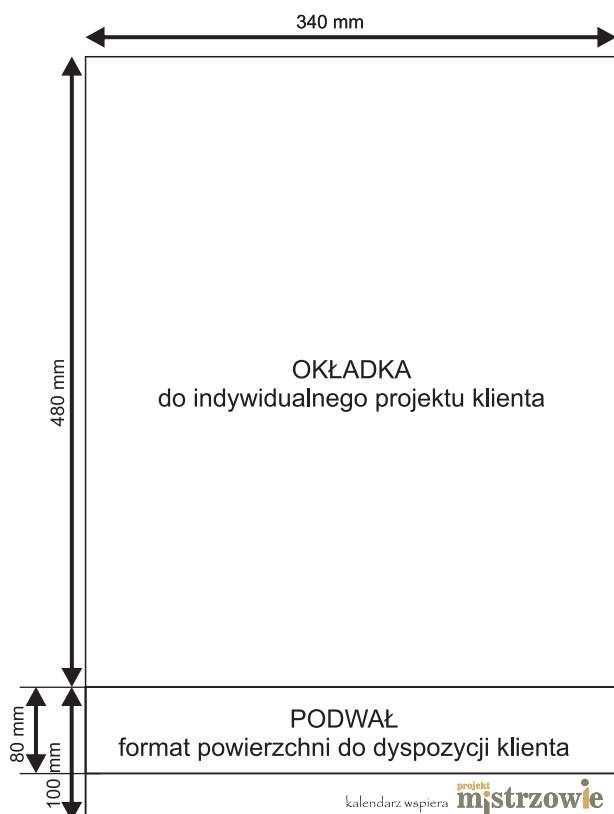 340 mm
480 mm
OKŁADKA
do indywidualnego projektu klienta
80 mm
100 mm
PODWAŁ
format powierzchni do dyspozycji klienta
kalendarz wspiera projekt mistrzowie